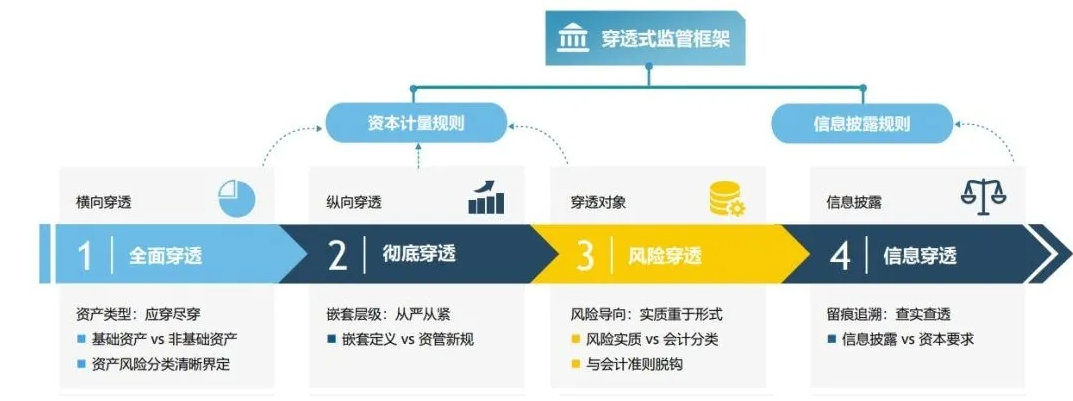 穿透式监管框架
资本计量规则
信息披露规则
横向穿透
纵向穿透
穿透对象
信息披露
1 全面穿透
2 彻底穿透
3 风险穿透
4 信息穿透
资产类型：应穿尽穿
基础资产 vs 非基础资产
资产风险分类清晰界定
嵌套层级：从严从紧
嵌套定义 vs 资管新规
风险导向：实质重于形式
风险实质 vs 会计分类
与会计准则脱钩
留痕追溯：查实查透
信息披露 vs 资本要求